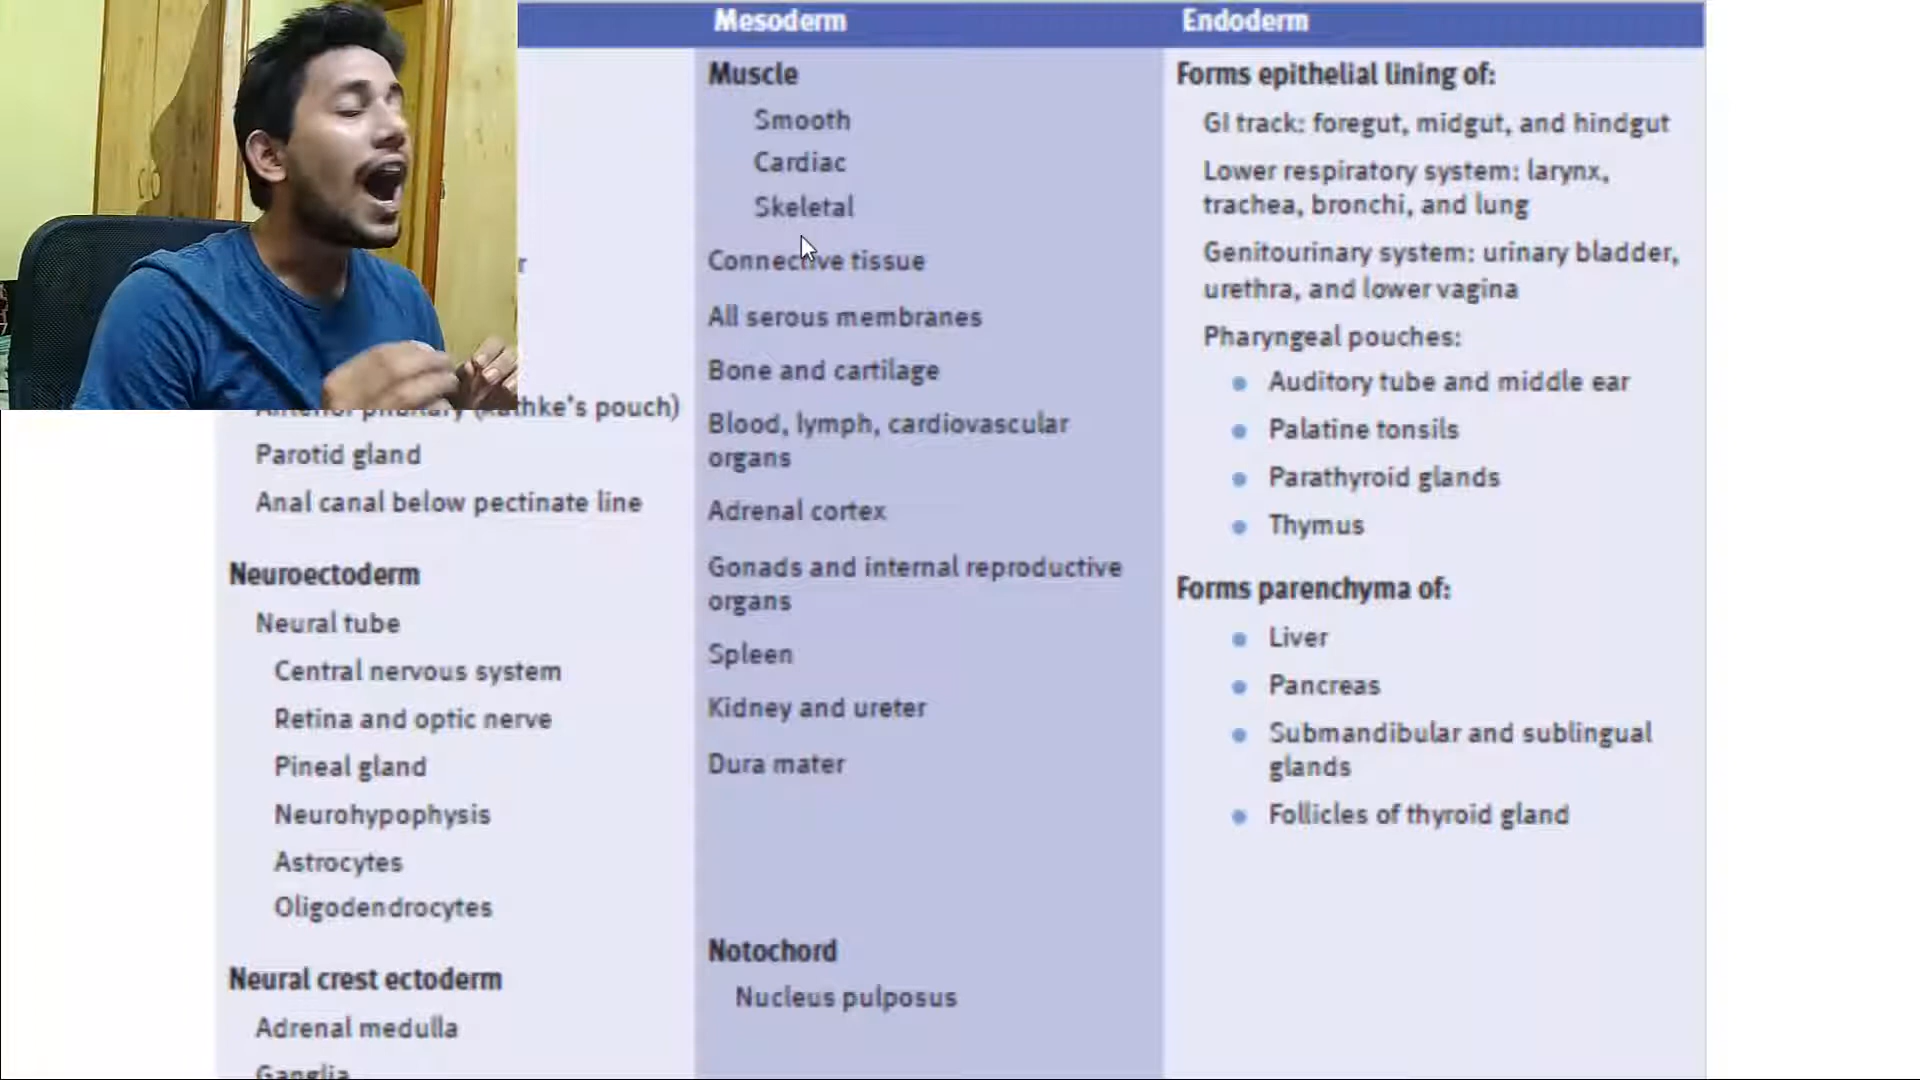 Mesoderm
Endoderm
r
(Rathke's pouch)
Parotid gland
Anal canal below pectinate line
Neuroectoderm
Neural tube
Central nervous system
Retina and optic nerve
Pineal gland
Neurohypophysis
Astrocytes
Oligodendrocytes
Neural crest ectoderm
Adrenal medulla
Ganglia
Muscle
Smooth
Cardiac
Skeletal
Connective tissue
All serous membranes
Bone and cartilage
Blood, lymph, cardiovascular
organs
Adrenal cortex
Gonads and internal reproductive
organs
Spleen
Kidney and ureter
Dura mater
Notochord
Nucleus pulposus
Forms epithelial lining of:
GI track: foregut, midgut, and hindgut
Lower respiratory system: larynx,
trachea, bronchi, and lung
Genitourinary system: urinary bladder,
urethra, and lower vagina
Pharyngeal pouches:
Auditory tube and middle ear
Palatine tonsils
Parathyroid glands
Thymus
Forms parenchyma of:
Liver
Pancreas
Submandibular and sublingual
glands
Follicles of thyroid gland